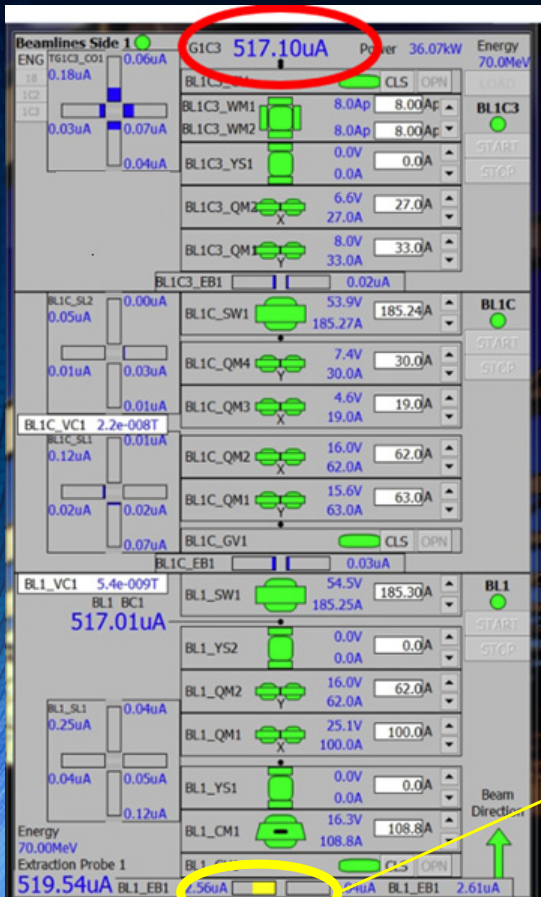 Beamlines Side 1 G1C3 517.10uA Power 36.07kW Energy
70.0MeV
ENG TG1C3_CO1 0.06uA
18 0.18uA
1C2
1C3
0.03uA 0.07uA
0.04uA
CLS OPN
LOAD
BL1C3_WM1 8.0Ap 8.00Ap BL1C3
BL1C3_WM2 8.0Ap 8.00Ap
START
STOP
BL1C3_YS1 0.0V 0.0A
0.0A
BL1C3_QM2 6.6V 27.0A
X 27.0A
BL1C3_QM1 8.0V 33.0A
Y 33.0A
BL1C3_EB1 0.02uA
BL1C_SL2 0.00uA
0.05uA
0.01uA 0.03uA
0.01uA
BL1C_SW1 53.9V 185.24A BL1C
185.27A
START
STOP
BL1C_QM4 7.4V 30.0A
Y 30.0A
BL1C_QM3 4.6V 19.0A
X 19.0A
BL1C_VC1 2.2e-008T
BL1C_SL1 0.01uA
0.12uA
0.02uA 0.02uA
0.07uA
BL1C_QM2 16.0V 62.0A
X 62.0A
BL1C_QM1 15.6V 63.0A
Y 63.0A
BL1C_GV1 CLS OPN
BL1C_EB1 0.03uA
BL1_VC1 5.4e-009T
BL1 BC1
517.01uA
BL1_SW1 54.5V 185.30A BL1
185.25A
START
STOP
BL1_YS2 0.0V 0.0A
0.0A
BL1_QM2 16.0V 62.0A
Y 62.0A
BL1_SL1 0.04uA
0.25uA
0.04uA 0.05uA
0.12uA
BL1_QM1 25.1V 100.0A
X 100.0A
BL1_YS1 0.0V 0.0A
0.0A
Beam
Direction
BL1_CM1 16.3V 108.8A
108.8A
Energy
70.00MeV
Extraction Probe 1
CLS OPN
519.54uA BL1_EB1 2.56uA BL1_EB1 2.61uA